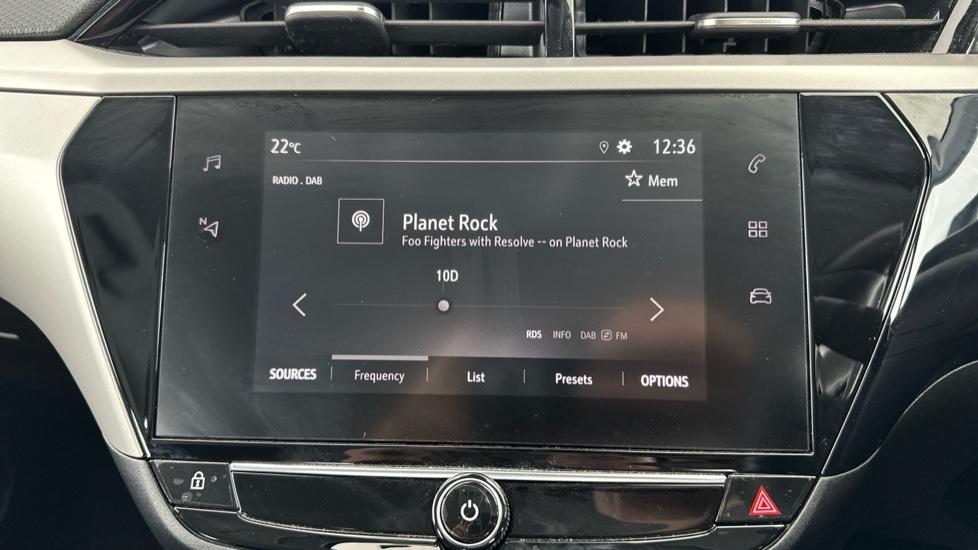 22°C 12:36
RADIO . DAB
Mem
N
Planet Rock
Foo Fighters with Resolve -- on Planet Rock
10D
RDS INFO DAB FM
SOURCES Frequency List Presets OPTIONS